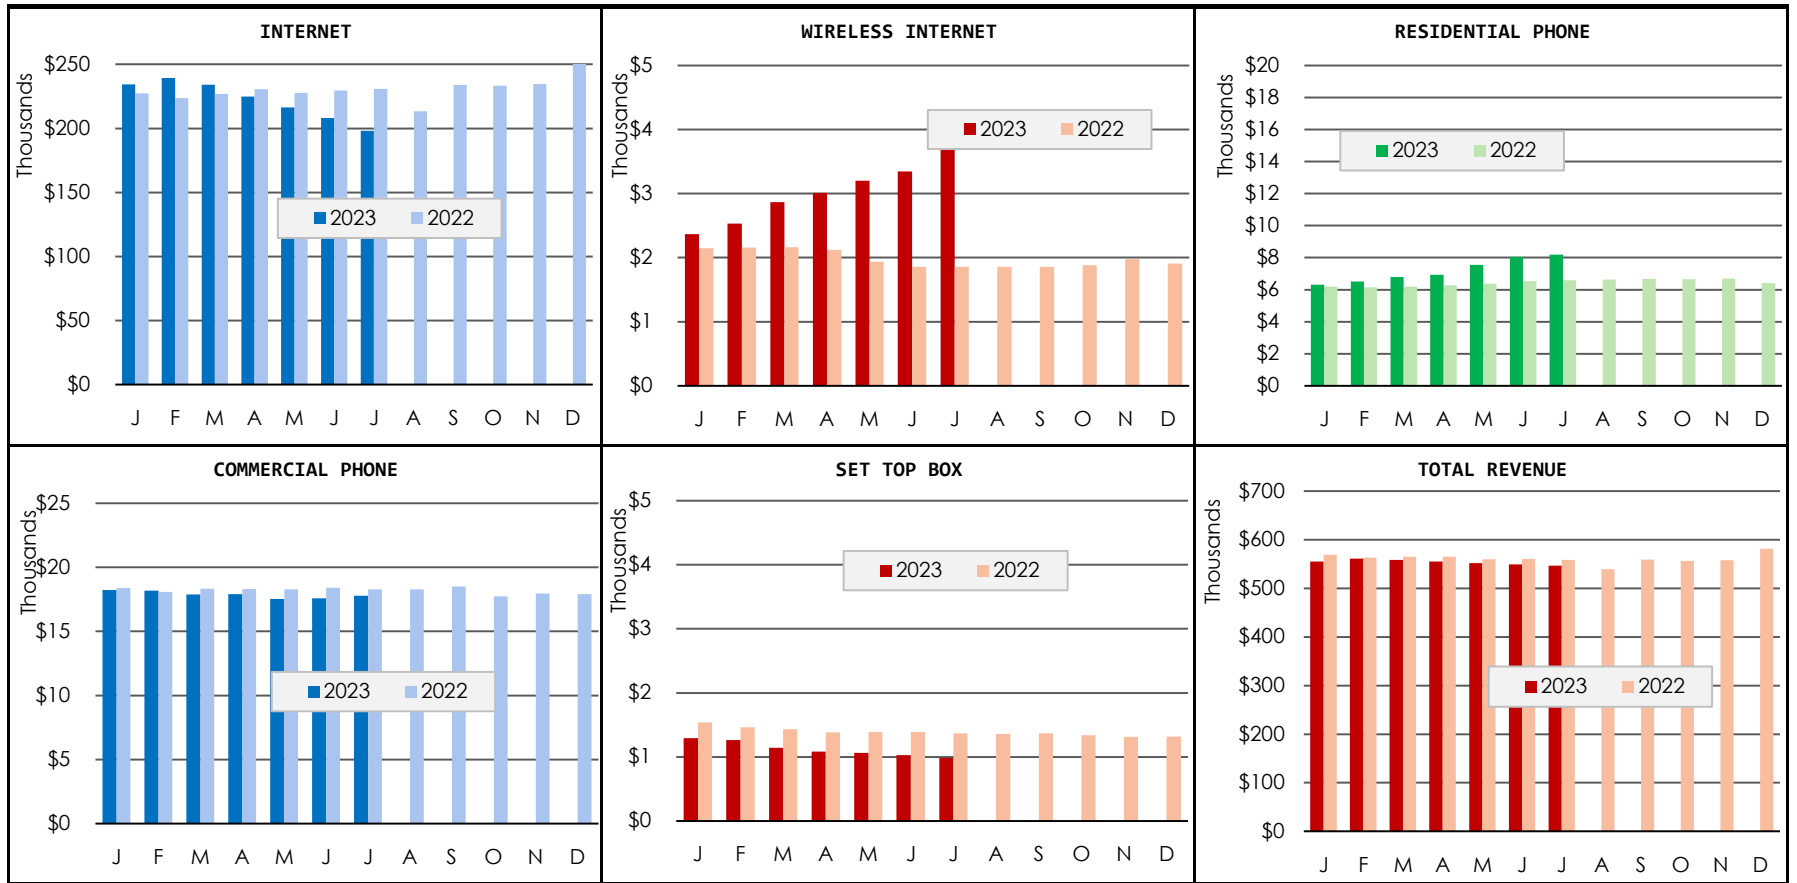 INTERNET
Thousands
$250
$200
$150
$100
$50
$0
2023 2022
J F M A M J J A S O N D
WIRELESS INTERNET
Thousands
$5
$4
$3
$2
$1
$0
2023 2022
J F M A M J J A S O N D
RESIDENTIAL PHONE
Thousands
$20
$18
$16
$14
$12
$10
$8
$6
$4
$2
$0
2023 2022
J F M A M J J A S O N D
COMMERCIAL PHONE
Thousands
$25
$20
$15
$10
$5
$0
2023 2022
J F M A M J J A S O N D
SET TOP BOX
Thousands
$5
$4
$3
$2
$1
$0
2023 2022
J F M A M J J A S O N D
TOTAL REVENUE
Thousands
$700
$600
$500
$400
$300
$200
$100
$0
2023 2022
J F M A M J J A S O N D